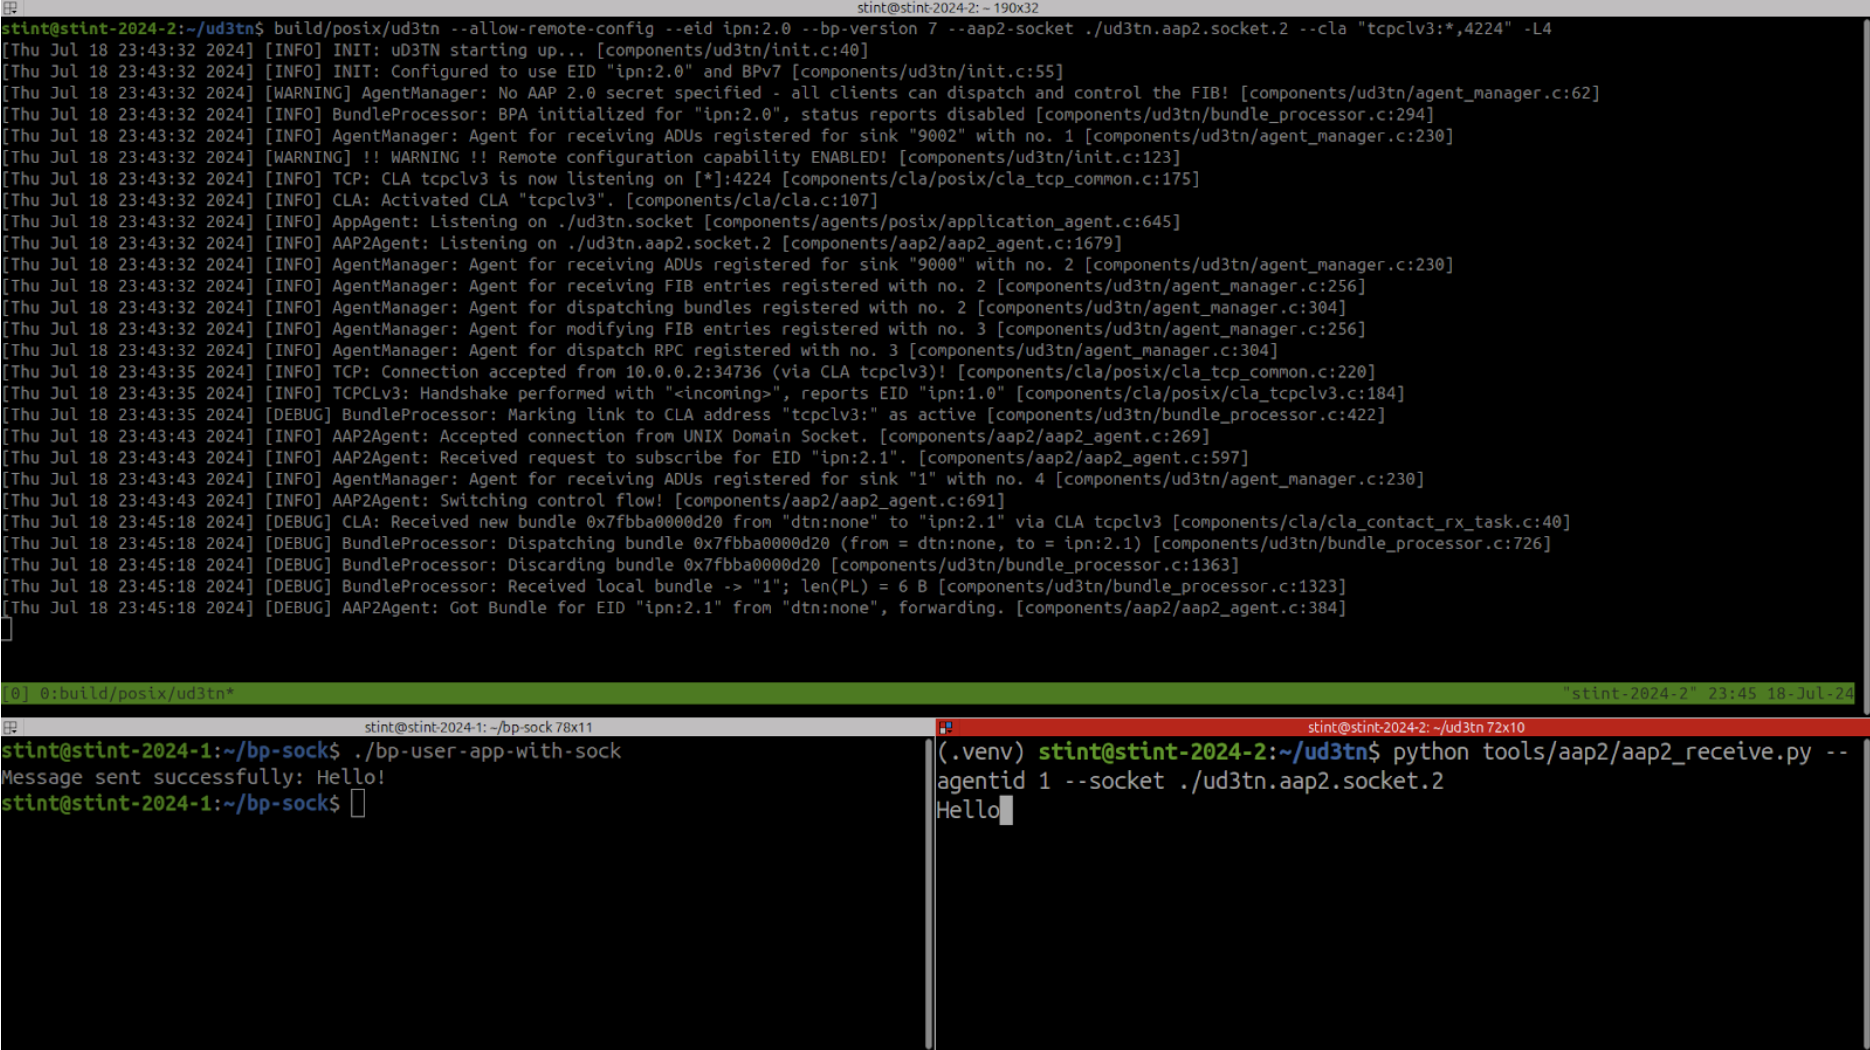 stint@stint-2024-2: ~ 190x32
stint@stint-2024-2:~/ud3tn$ build/posix/ud3tn --allow-remote-config --eid ipn:2.0 --bp-version 7 --aap2-socket ./ud3tn.aap2.socket.2 --cla "tcpclv3:*,4224" -L4
[Thu Jul 18 23:43:32 2024] [INFO] INIT: uD3TN starting up... [components/ud3tn/init.c:40]
[Thu Jul 18 23:43:32 2024] [INFO] INIT: Configured to use EID "ipn:2.0" and BPv7 [components/ud3tn/init.c:55]
[Thu Jul 18 23:43:32 2024] [WARNING] AgentManager: No AAP 2.0 secret specified - all clients can dispatch and control the FIB! [components/ud3tn/agent_manager.c:62]
[Thu Jul 18 23:43:32 2024] [INFO] BundleProcessor: BPA initialized for "ipn:2.0", status reports disabled [components/ud3tn/bundle_processor.c:294]
[Thu Jul 18 23:43:32 2024] [INFO] AgentManager: Agent for receiving ADUs registered for sink "9002" with no. 1 [components/ud3tn/agent_manager.c:230]
[Thu Jul 18 23:43:32 2024] [WARNING] !! WARNING !! Remote configuration capability ENABLED! [components/ud3tn/init.c:123]
[Thu Jul 18 23:43:32 2024] [INFO] TCP: CLA tcpclv3 is now listening on [*]:4224 [components/cla/posix/cla_tcp_common.c:175]
[Thu Jul 18 23:43:32 2024] [INFO] CLA: Activated CLA "tcpclv3". [components/cla/cla.c:107]
[Thu Jul 18 23:43:32 2024] [INFO] AppAgent: Listening on ./ud3tn.socket [components/agents/posix/application_agent.c:645]
[Thu Jul 18 23:43:32 2024] [INFO] AAP2Agent: Listening on ./ud3tn.aap2.socket.2 [components/aap2/aap2_agent.c:1679]
[Thu Jul 18 23:43:32 2024] [INFO] AgentManager: Agent for receiving ADUs registered for sink "9000" with no. 2 [components/ud3tn/agent_manager.c:230]
[Thu Jul 18 23:43:32 2024] [INFO] AgentManager: Agent for receiving FIB entries registered with no. 2 [components/ud3tn/agent_manager.c:256]
[Thu Jul 18 23:43:32 2024] [INFO] AgentManager: Agent for dispatching bundles registered with no. 2 [components/ud3tn/agent_manager.c:304]
[Thu Jul 18 23:43:32 2024] [INFO] AgentManager: Agent for modifying FIB entries registered with no. 3 [components/ud3tn/agent_manager.c:256]
[Thu Jul 18 23:43:32 2024] [INFO] AgentManager: Agent for dispatch RPC registered with no. 3 [components/ud3tn/agent_manager.c:304]
[Thu Jul 18 23:43:35 2024] [INFO] TCP: Connection accepted from 10.0.0.2:34736 (via CLA tcpclv3)! [components/cla/posix/cla_tcp_common.c:220]
[Thu Jul 18 23:43:35 2024] [INFO] TCPCLv3: Handshake performed with "<incoming>", reports EID "ipn:1.0" [components/cla/posix/cla_tcpclv3.c:184]
[Thu Jul 18 23:43:35 2024] [DEBUG] BundleProcessor: Marking link to CLA address "tcpclv3:" as active [components/ud3tn/bundle_processor.c:422]
[Thu Jul 18 23:43:43 2024] [INFO] AAP2Agent: Accepted connection from UNIX Domain Socket. [components/aap2/aap2_agent.c:269]
[Thu Jul 18 23:43:43 2024] [INFO] AAP2Agent: Received request to subscribe for EID "ipn:2.1". [components/aap2/aap2_agent.c:597]
[Thu Jul 18 23:43:43 2024] [INFO] AgentManager: Agent for receiving ADUs registered for sink "1" with no. 4 [components/ud3tn/agent_manager.c:230]
[Thu Jul 18 23:43:43 2024] [INFO] AAP2Agent: Switching control flow! [components/aap2/aap2_agent.c:691]
[Thu Jul 18 23:45:18 2024] [DEBUG] CLA: Received new bundle 0x7fbba0000d20 from "dtn:none" to "ipn:2.1" via CLA tcpclv3 [components/cla/cla_contact_rx_task.c:40]
[Thu Jul 18 23:45:18 2024] [DEBUG] BundleProcessor: Dispatching bundle 0x7fbba0000d20 (from = dtn:none, to = ipn:2.1) [components/ud3tn/bundle_processor.c:726]
[Thu Jul 18 23:45:18 2024] [DEBUG] BundleProcessor: Discarding bundle 0x7fbba0000d20 [components/ud3tn/bundle_processor.c:1363]
[Thu Jul 18 23:45:18 2024] [DEBUG] BundleProcessor: Received local bundle -> "1"; len(PL) = 6 B [components/ud3tn/bundle_processor.c:1323]
[Thu Jul 18 23:45:18 2024] [DEBUG] AAP2Agent: Got Bundle for EID "ipn:2.1" from "dtn:none", forwarding. [components/aap2/aap2_agent.c:384]
[0] 0:build/posix/ud3tn* "stint-2024-2" 23:45 18-Jul-24
stint@stint-2024-1: ~/bp-sock 78x11
stint@stint-2024-1:~/bp-sock$ ./bp-user-app-with-sock
Message sent successfully: Hello!
stint@stint-2024-1:~/bp-sock$
stint@stint-2024-2: ~/ud3tn 72x10
(.venv) stint@stint-2024-2:~/ud3tn$ python tools/aap2/aap2_receive.py --
agentid 1 --socket ./ud3tn.aap2.socket.2
Hello